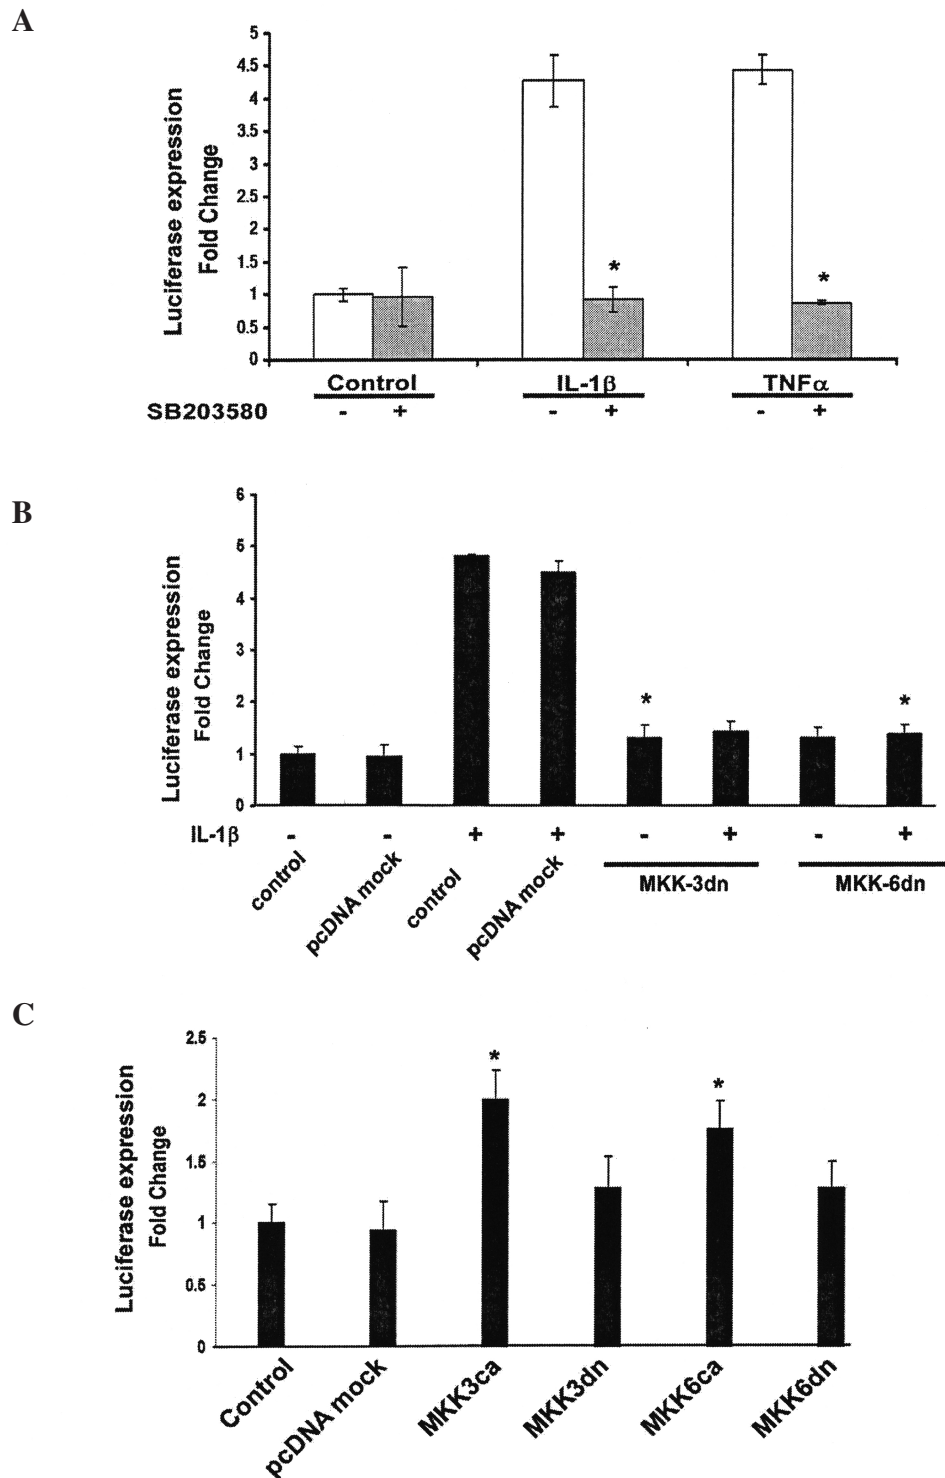 A
Luciferase expression
Fold Change
5
4.5
4
3.5
3
2.5
2
1.5
1
0.5
0
* *
Control IL-1β TNFα
SB203580 - + - + - +
B
Luciferase expression
Fold Change
6
5
4
3
2
1
0
* *
IL-1β - - + + - + - +
control pcDNA mock control pcDNA mock MKK-3dn MKK-6dn
C
Luciferase expression
Fold Change
2.5
2
1.5
1
0.5
0
* *
Control pcDNA mock MKK3ca MKK3dn MKK6ca MKK6dn